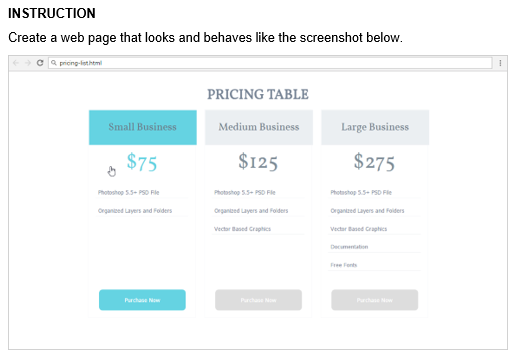 INSTRUCTION
Create a web page that looks and behaves like the screenshot below.
pricing-list.html
PRICING TABLE
Small Business
$75
Photoshop 5.5+ PSD File
Organized Layers and Folders
Purchase Now
Medium Business
$125
Photoshop 5.5+ PSD File
Organized Layers and Folders
Vector Based Graphics
Purchase Now
Large Business
$275
Photoshop 5.5+ PSD File
Organized Layers and Folders
Vector Based Graphics
Documentation
Free Fonts
Purchase Now